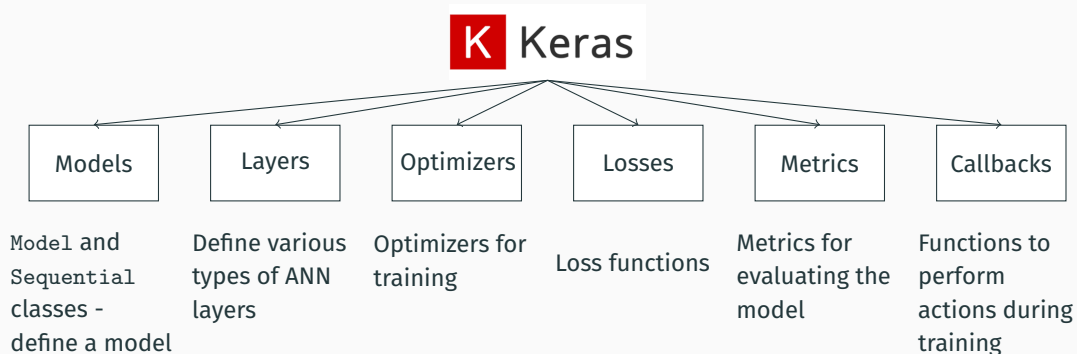 K Keras
Models
Layers
Optimizers
Losses
Metrics
Callbacks
Model and
Sequential
classes -
define a model
Define various
types of ANN
layers
Optimizers for
training
Loss functions
Metrics for
evaluating the
model
Functions to
perform
actions during
training